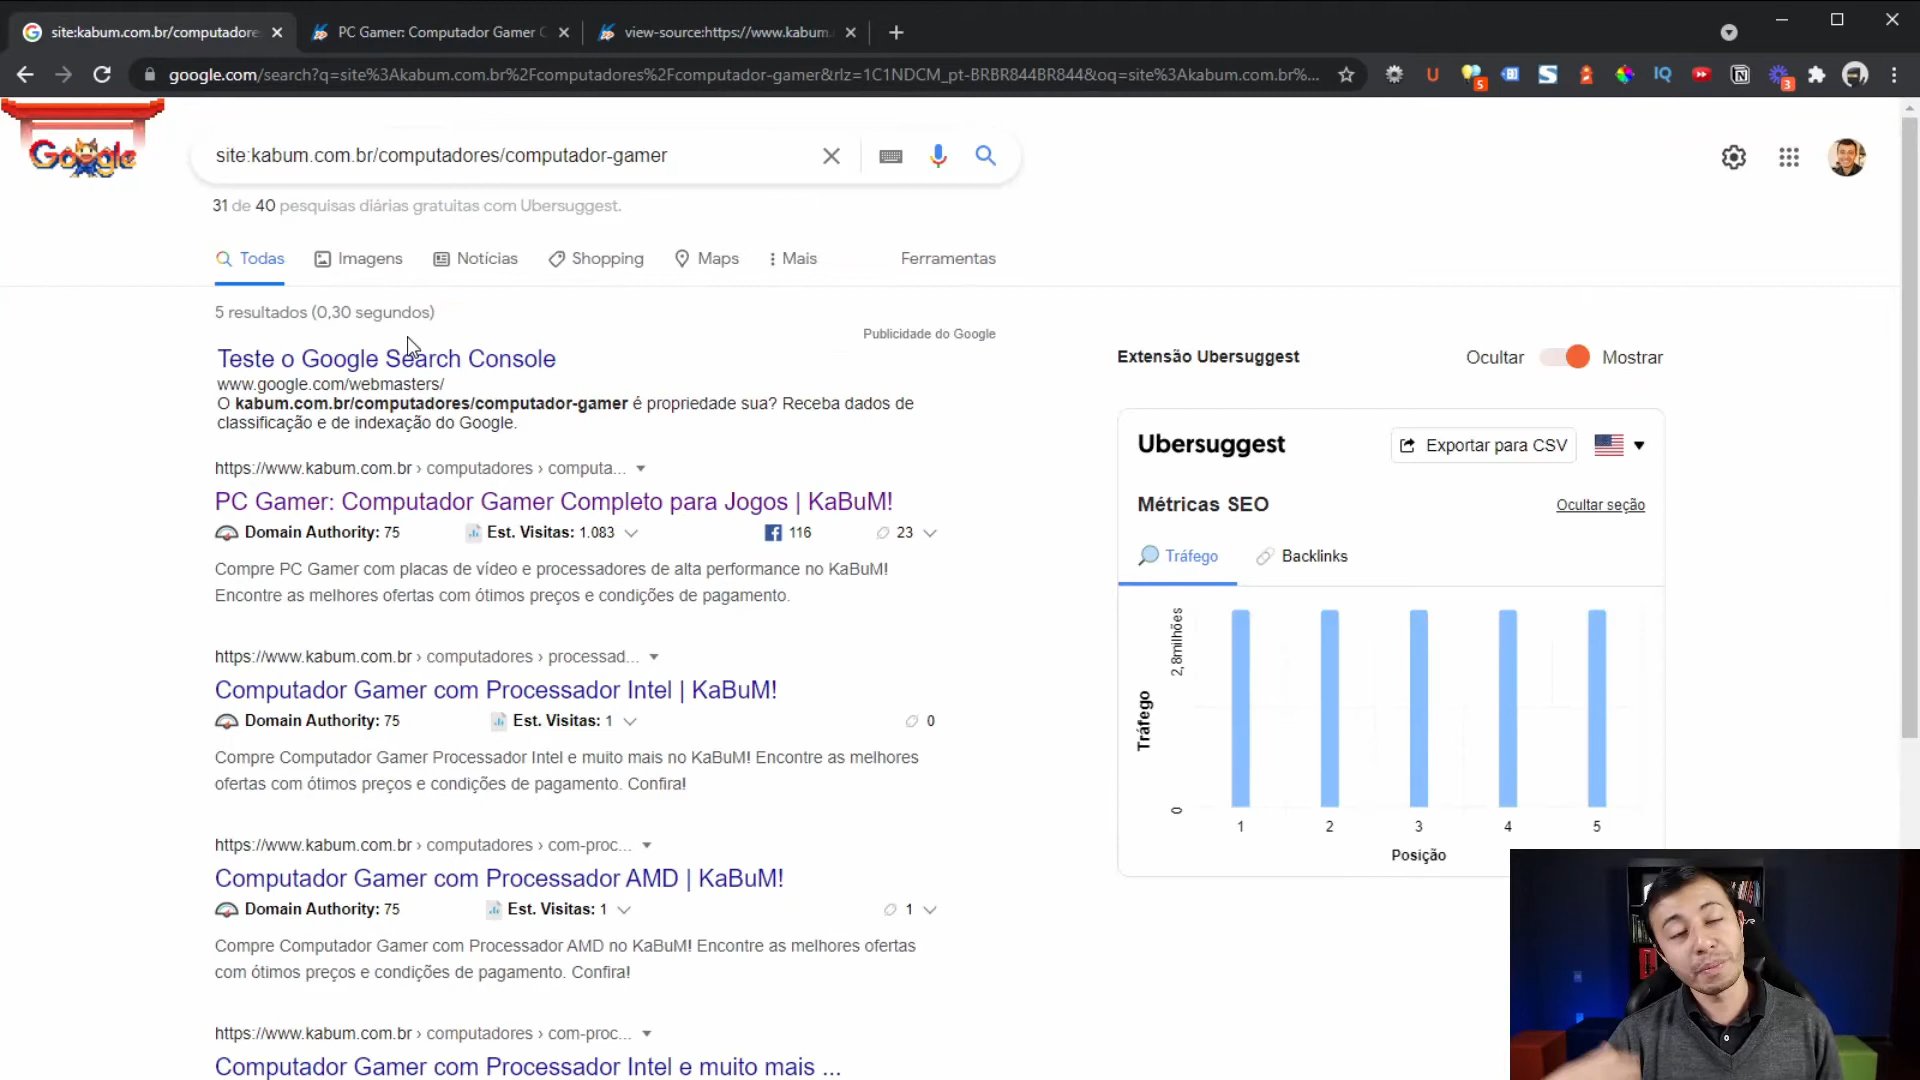 site:kabum.com.br/computadore
PC Gamer: Computador Gamer C
view-source:https://www.kabum.
google.com/search?q=site%3Akabum.com.br%2Fcomputadores%2Fcomputador-gamer&rlz=1C1NDCM_pt-BRBR844BR844&oq=site%3Akabum.com.br%...
5
IQ
3
Google
site:kabum.com.br/computadores/computador-gamer
31 de 40 pesquisas diárias gratuitas com Ubersuggest.
Todas
Imagens
Notícias
Shopping
Maps
Mais
Ferramentas
5 resultados (0,30 segundos)
Publicidade do Google
Teste o Google Search Console
www.google.com/webmasters/
O kabum.com.br/computadores/computador-gamer é propriedade sua? Receba dados de
classificação e de indexação do Google.
https://www.kabum.com.br › computadores › computa...
PC Gamer: Computador Gamer Completo para Jogos | KaBuM!
Domain Authority: 75 Est. Visitas: 1.083 116 23
Compre PC Gamer com placas de vídeo e processadores de alta performance no KaBuM!
Encontre as melhores ofertas com ótimos preços e condições de pagamento.
https://www.kabum.com.br › computadores › processad...
Computador Gamer com Processador Intel | KaBuM!
Domain Authority: 75 Est. Visitas: 1 0
Compre Computador Gamer Processador Intel e muito mais no KaBuM! Encontre as melhores
ofertas com ótimos preços e condições de pagamento. Confira!
https://www.kabum.com.br › computadores › com-proc...
Computador Gamer com Processador AMD | KaBuM!
Domain Authority: 75 Est. Visitas: 1 1
Compre Computador Gamer com Processador AMD no KaBuM! Encontre as melhores ofertas
com ótimos preços e condições de pagamento. Confira!
https://www.kabum.com.br › computadores › com-proc...
Computador Gamer com Processador Intel e muito mais ...
Extensão Ubersuggest
Ocultar
Mostrar
Ubersuggest
Exportar para CSV
Métricas SEO
Ocultar seção
Tráfego
Backlinks
2,8milhões
Tráfego
0
1 2 3 4 5
Posição